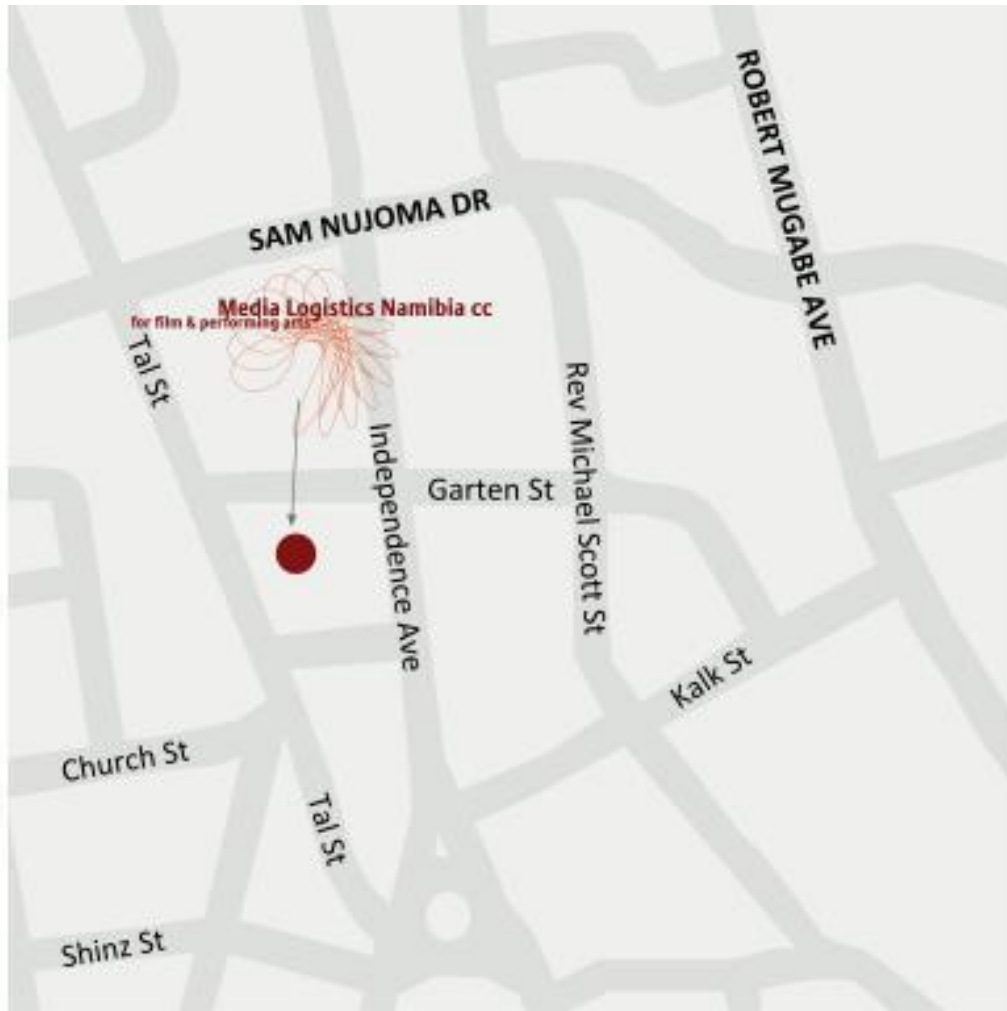 ROBERT MUGABE AVE
SAM NUJOMA DR
Media Logistics Namibia cc
for film & performing arts
Tal St
Independence Ave
Garten St
Rev Michael Scott St
Kalk St
Church St
Tal St
Shinz St